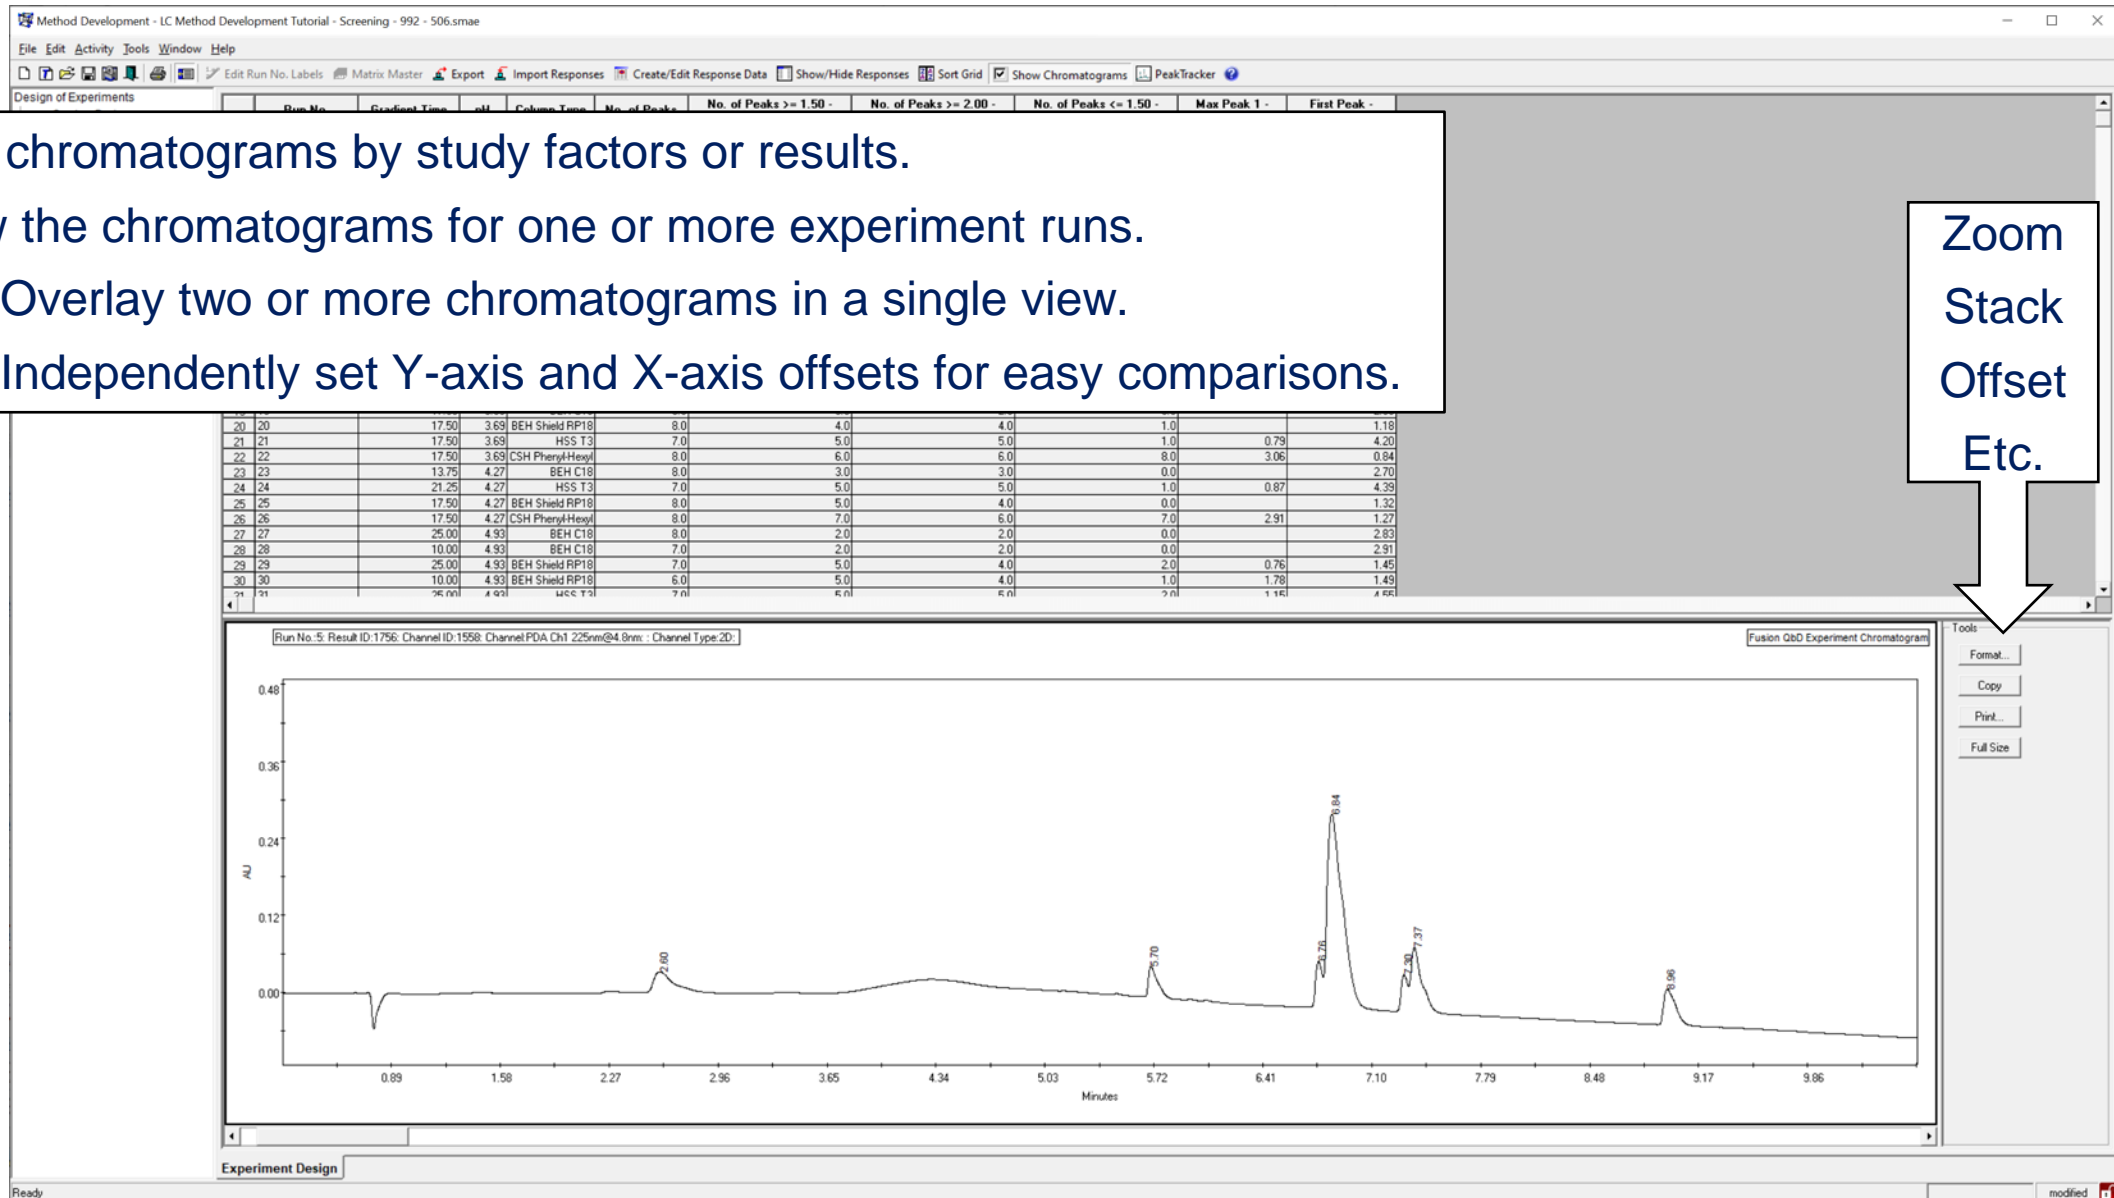 Method Development - LC Method Development Tutorial - Screening - 992 - 506.smae
File Edit Activity Tools Window Help
Edit Run No. Labels Matrix Master Export Import Responses Create/Edit Response Data Show/Hide Responses Sort Grid Show Chromatograms PeakTracker
Design of Experiments
Run No. Gradient Time pH Column Type No. of Peaks No. of Peaks >= 1.50 - No. of Peaks >= 2.00 - No. of Peaks <= 1.50 - Max Peak 1 - First Peak -
chromatograms by study factors or results.
the chromatograms for one or more experiment runs.
Overlay two or more chromatograms in a single view.
Independently set Y-axis and X-axis offsets for easy comparisons.
Zoom
Stack
Offset
Etc.
20 20 17.50 3.69 BEH Shield RP18 8.0 4.0 4.0 1.0 1.18
21 21 17.50 3.69 HSS T3 7.0 5.0 5.0 1.0 0.79 4.20
22 22 17.50 3.69 CSH Phenyl-Hexyl 8.0 6.0 6.0 8.0 3.06 0.84
23 23 13.75 4.27 BEH C18 8.0 3.0 3.0 0.0 2.70
24 24 21.25 4.27 HSS T3 7.0 5.0 5.0 1.0 0.87 4.39
25 25 17.50 4.27 BEH Shield RP18 8.0 5.0 4.0 0.0 1.32
26 26 17.50 4.27 CSH Phenyl-Hexyl 8.0 7.0 6.0 7.0 2.91 1.27
27 27 25.00 4.93 BEH C18 8.0 2.0 2.0 0.0 2.83
28 28 10.00 4.93 BEH C18 7.0 2.0 2.0 0.0 2.91
29 29 25.00 4.93 BEH Shield RP18 7.0 5.0 4.0 2.0 0.76 1.45
30 30 10.00 4.93 BEH Shield RP18 6.0 5.0 4.0 1.0 1.78 1.49
31 25.00 4.93 HSS T3 7.0 5.0 5.0 2.0 1.15 4.55
Run No.:5: Result ID:1756: Channel ID:1558: Channel:PDA Ch1 225nm@4.8nm: : Channel Type:2D:
Fusion QbD Experiment Chromatogram
Tools
Format...
Copy
Print...
Full Size
0.48
0.36
0.24
0.12
0.00
AU
2.60
5.70
6.76
6.84
7.30
7.37
8.96
0.89 1.58 2.27 2.96 3.65 4.34 5.03 5.72 6.41 7.10 7.79 8.48 9.17 9.86
Minutes
Experiment Design
Ready
modified